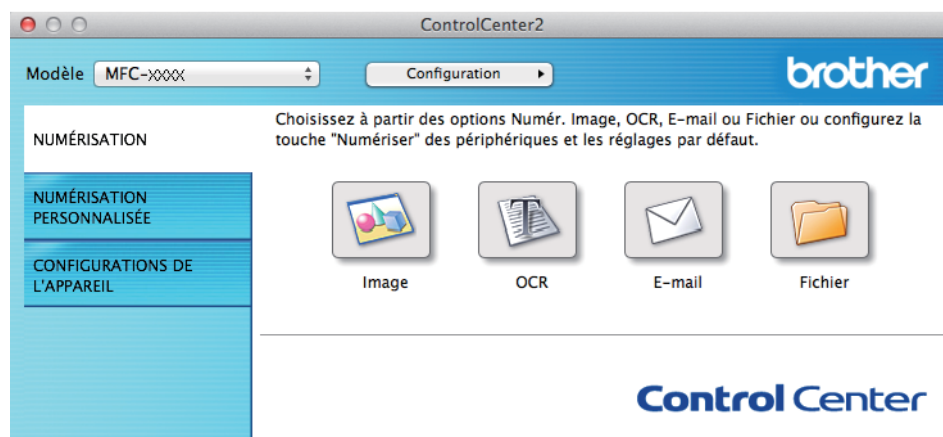 ControlCenter2
Modèle MFC-XXXX Configuration brother
NUMÉRISATION
Choisissez à partir des options Numér. Image, OCR, E-mail ou Fichier ou configurez la
touche "Numériser" des périphériques et les réglages par défaut.
NUMÉRISATION
PERSONNALISÉE
CONFIGURATIONS DE
L'APPAREIL
Image OCR E-mail Fichier
Control Center